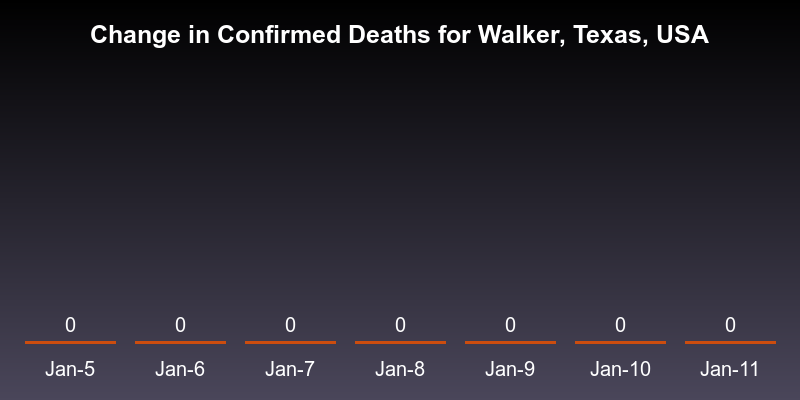 Change in Confirmed Deaths for Walker, Texas, USA
0 0 0 0 0 0 0
Jan-5 Jan-6 Jan-7 Jan-8 Jan-9 Jan-10 Jan-11